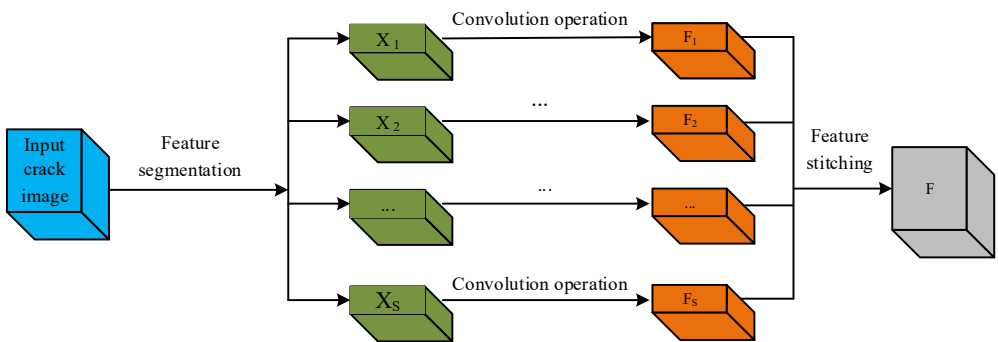 Convolution operation
X1
F1
...
X2
F2
Input
crack
image
Feature
segmentation
Feature
stitching
...
...
...
F
Convolution operation
XS
FS